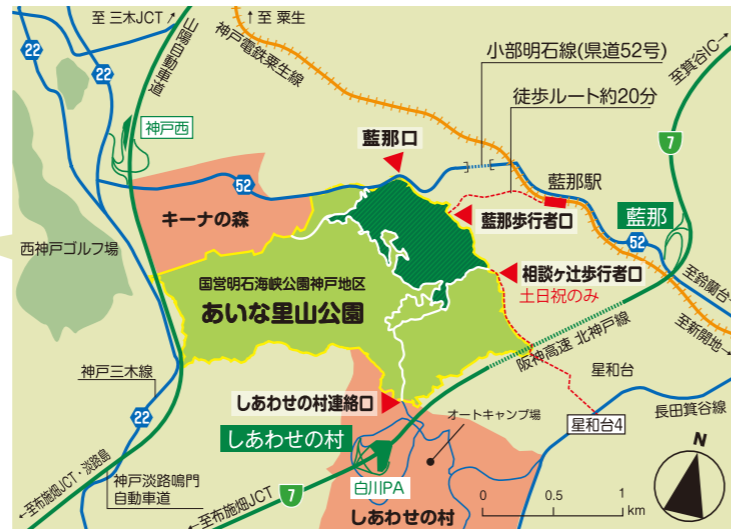 至 三木JCT↗
↑至 粟生
22
22
山陽自動車道
神戸電鉄粟生線
小部明石線(県道52号)
至箕谷IC→
徒歩ルート約20分
神戸西
7
藍那口
藍那駅
52
キーナの森
藍那歩行者口
藍那
52
西神戸ゴルフ場
相談ヶ辻歩行者口
土日祝のみ
国営明石海峡公園神戸地区
あいな里山公園
至鈴蘭台→
至新開地→
阪神高速 北神戸線
神戸三木線
星和台
しあわせの村連絡口
22
オートキャンプ場
長田箕谷線
しあわせの村
星和台4
N
←至布施畑JCT・淡路島
神戸淡路鳴門
自動車道
7
白川PA
←至布施畑JCT
0 0.5 1
km
しあわせの村